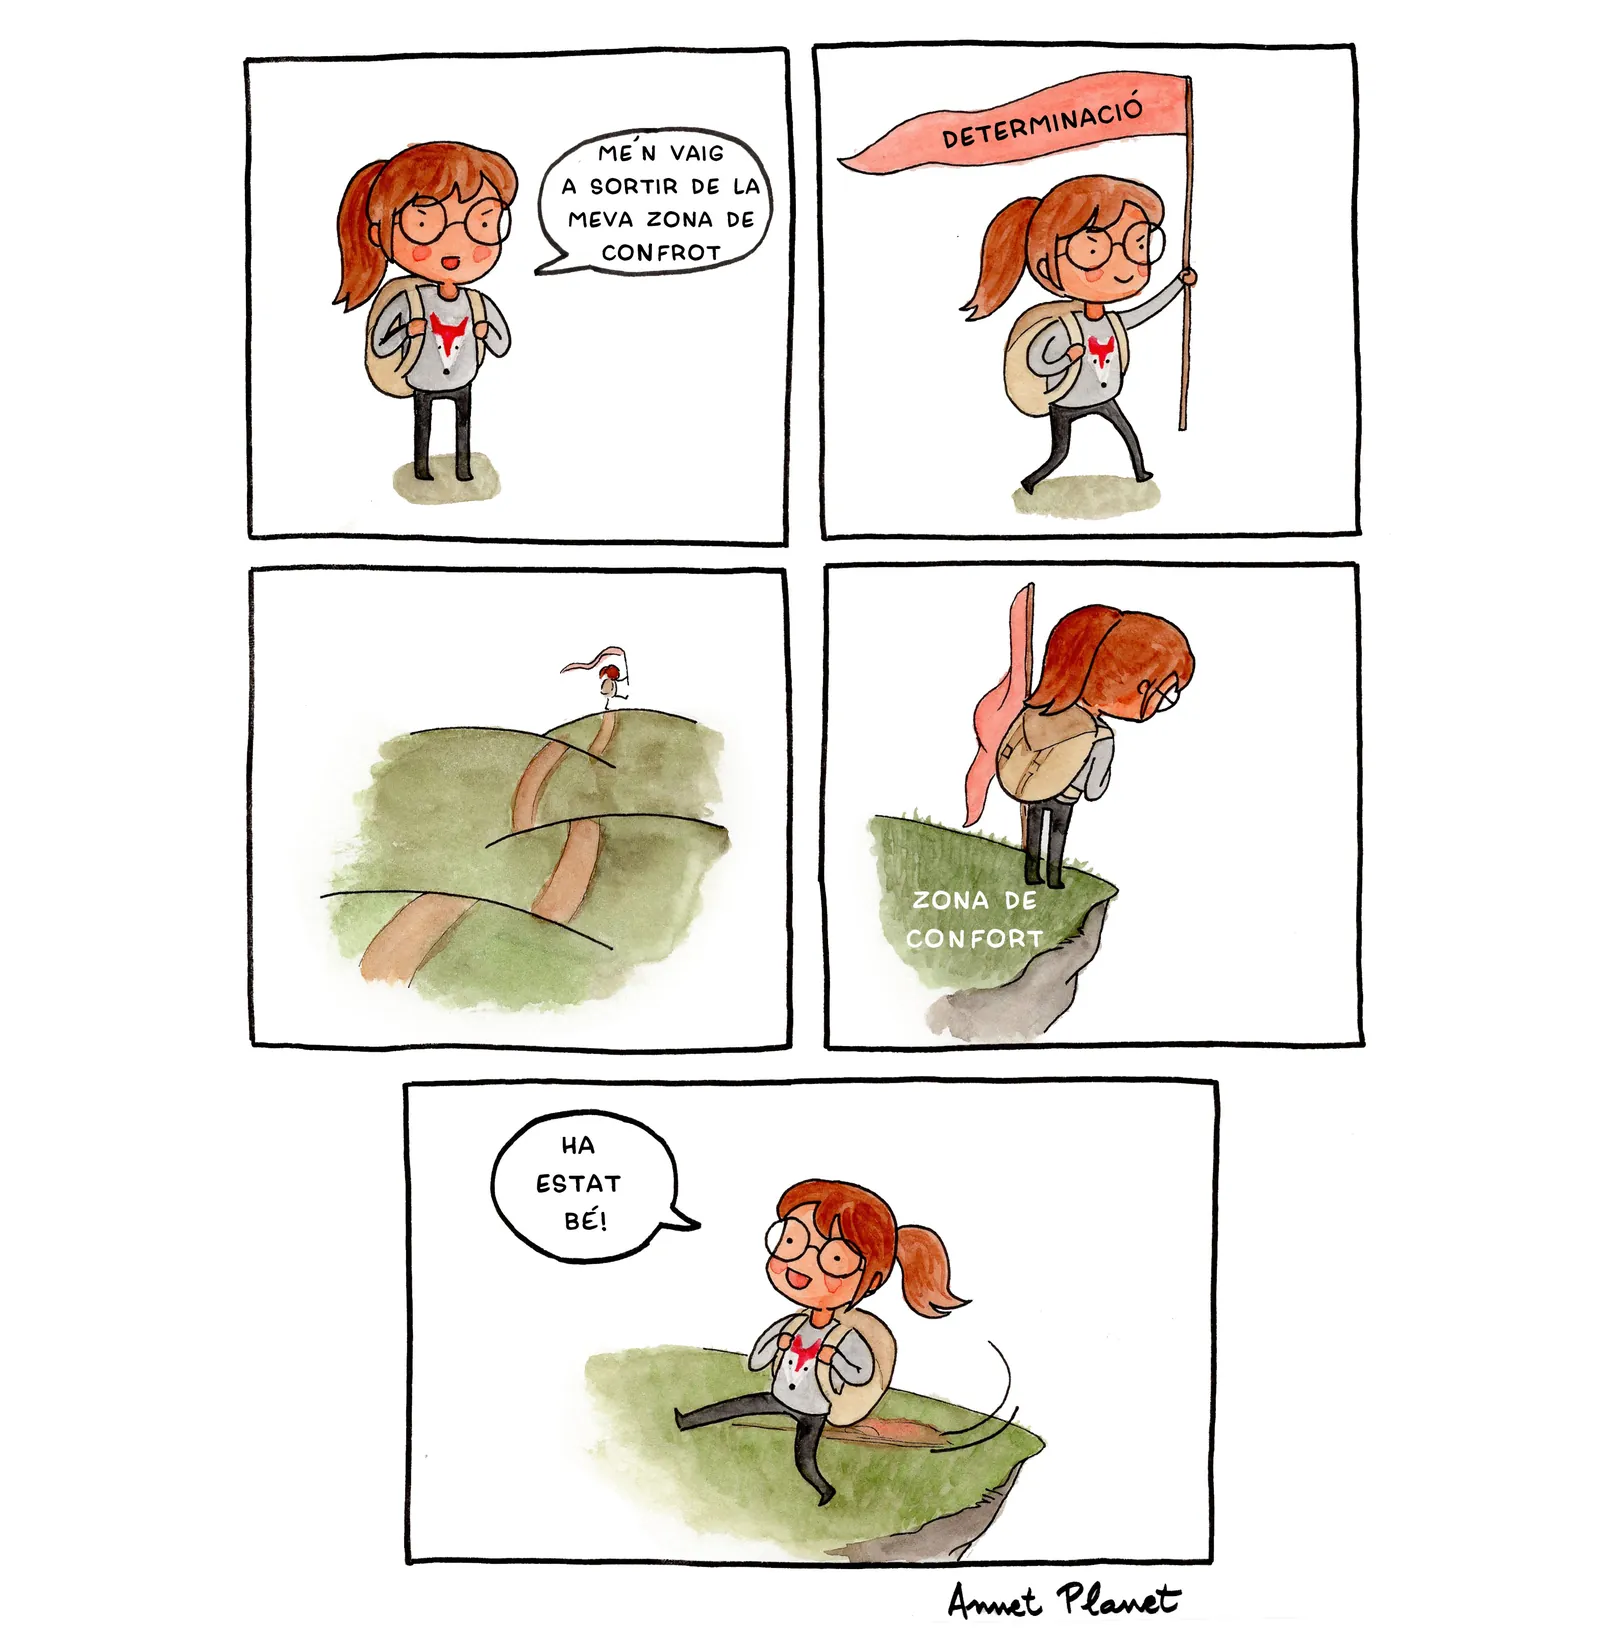 ME'N VAIG
A SORTIR DE LA
MEVA ZONA DE
CONFROT
DETERMINACIÓ
ZONA DE
CONFORT
HA
ESTAT
BÉ!
Annet Planet